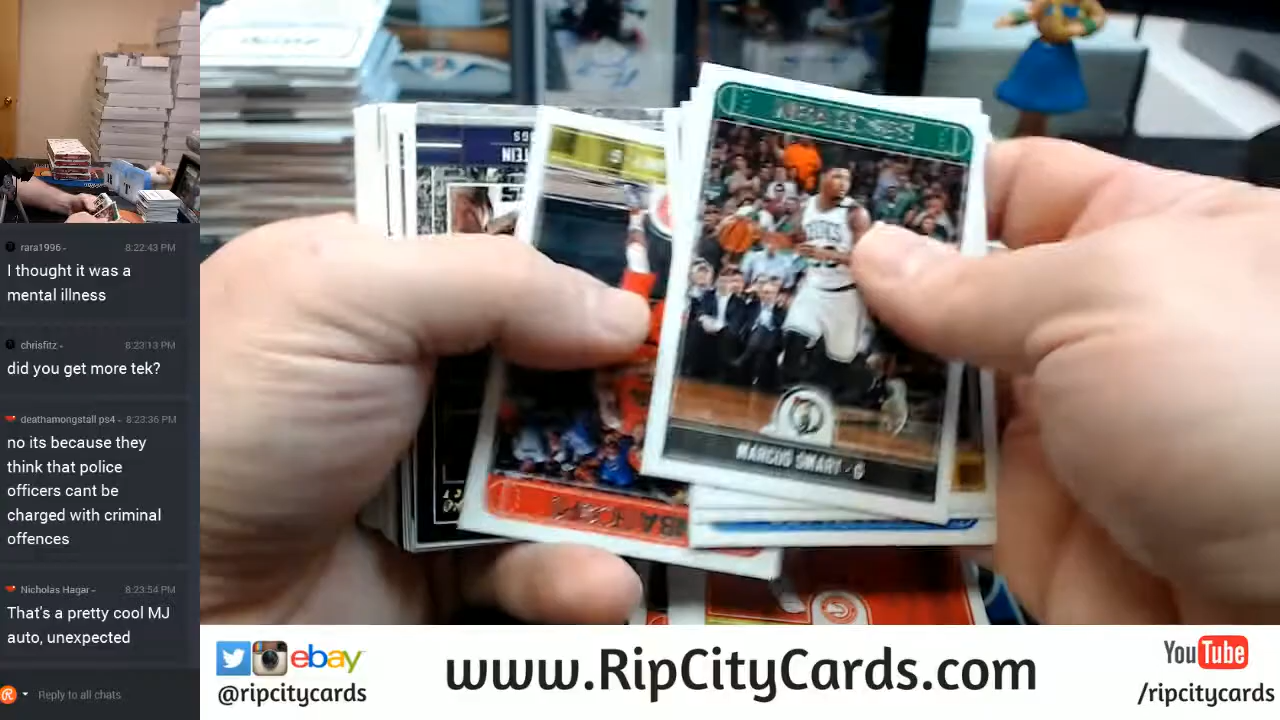 rara1996 - 8:22:43 PM
I thought it was a
mental illness
chrisfitz - 8:23:13 PM
did you get more tek?
deathamongstall ps4 - 8:23:36 PM
no its because they
think that police
officers cant be
charged with criminal
offences
Nicholas Hagar - 8:23:54 PM
That's a pretty cool MJ
auto, unexpected
Reply to all chats
MARCUS SMART - G
ebay
@ripcitycards
www.RipCityCards.com
YouTube
/ripcitycards